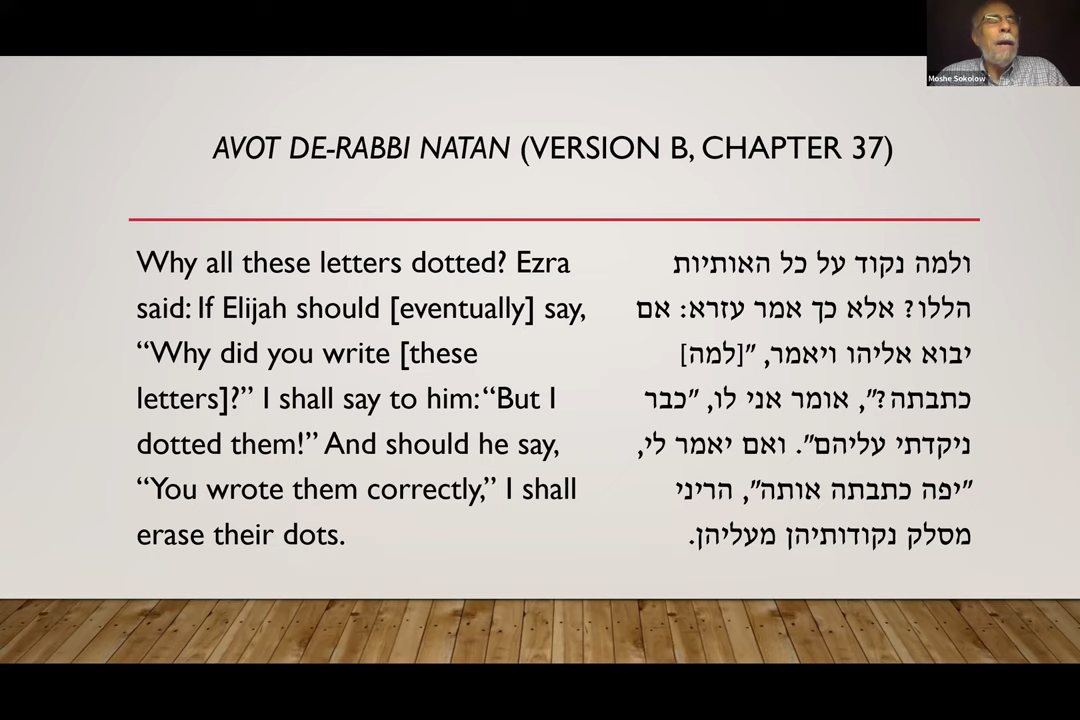 Moshe Sokolow
AVOT DE-RABBI NATAN (VERSION B, CHAPTER 37)
Why all these letters dotted? Ezra
said: If Elijah should [eventually] say,
“Why did you write [these
letters]?” I shall say to him: “But I
dotted them!” And should he say,
“You wrote them correctly,” I shall
erase their dots.
ולמה נקוד על כל האותיות
הללו? אלא כך אמר עזרא: אם
יבוא אליהו ויאמר, "[למה]
כתבתה?", אומר אני לו, "כבר
ניקדתי עליהם". ואם יאמר לי,
"יפה כתבתה אותה", הריני
מסלק נקודותיהן מעליהן.